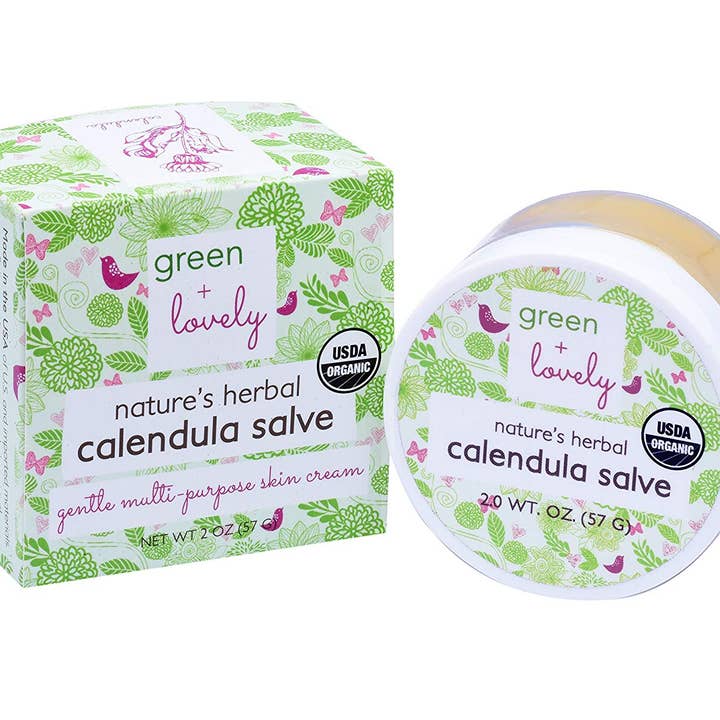 calendula
green
+
lovely
USDA
ORGANIC
nature's herbal
calendula salve
gentle multi-purpose skin cream
NET WT 2 OZ (57 G)
Made in the USA of U.S. and imported materials
green
+
lovely
USDA
ORGANIC
nature's herbal
calendula salve
2.0 WT. OZ. (57 G)